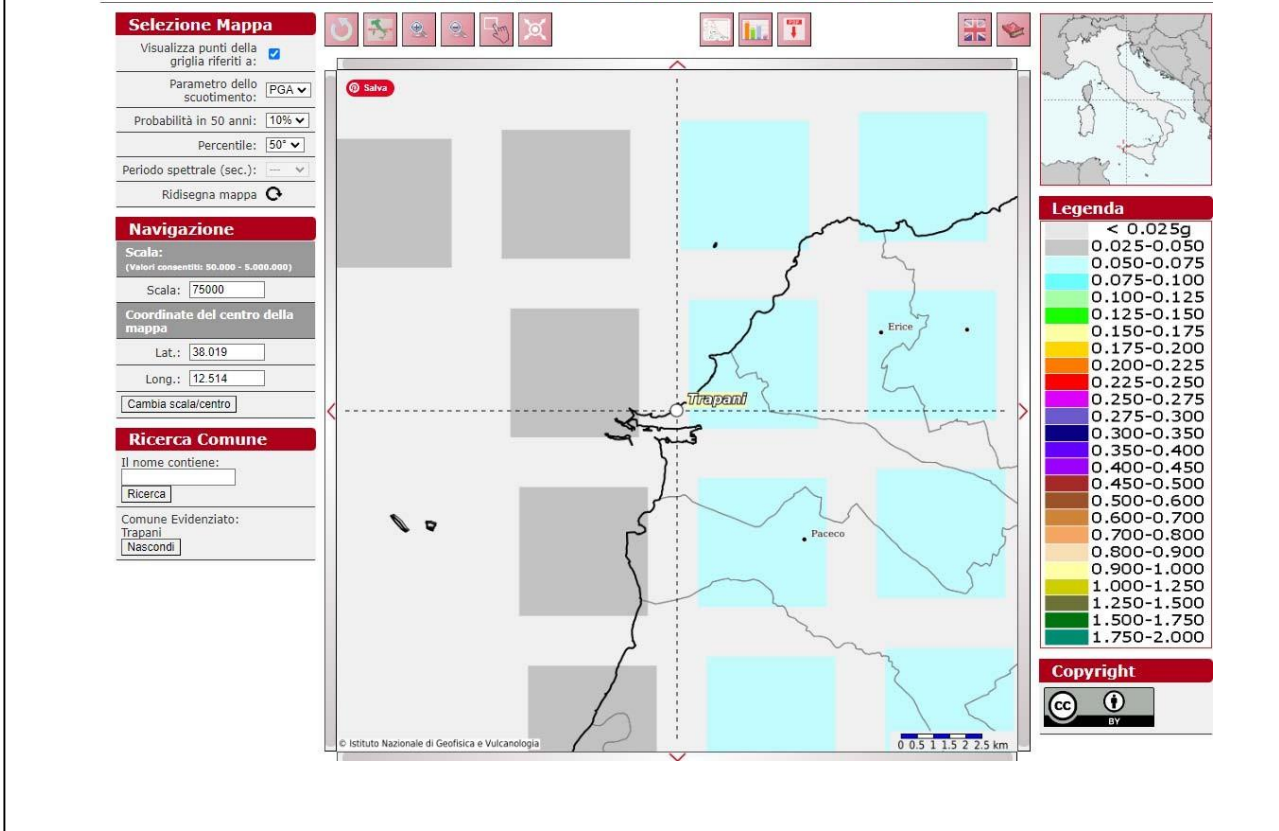 Selezione Mappa
Visualizza punti della
griglia riferiti a:
Parametro dello
scuotimento: PGA
Probabilità in 50 anni: 10%
Percentile: 50°
Periodo spettrale (sec.): ---
Ridisegna mappa
Navigazione
Scala:
(Valori consentiti: 50.000 - 5.000.000)
Scala: 75000
Coordinate del centro della
mappa
Lat.: 38.019
Long.: 12.514
Cambia scala/centro
Ricerca Comune
Il nome contiene:
Ricerca
Comune Evidenziato:
Trapani
Nascondi
PDF
Salva
Erice
Trapani
Paceco
© Istituto Nazionale di Geofisica e Vulcanologia
0 0.5 1 1.5 2 2.5 km
Legenda
< 0.025g
0.025-0.050
0.050-0.075
0.075-0.100
0.100-0.125
0.125-0.150
0.150-0.175
0.175-0.200
0.200-0.225
0.225-0.250
0.250-0.275
0.275-0.300
0.300-0.350
0.350-0.400
0.400-0.450
0.450-0.500
0.500-0.600
0.600-0.700
0.700-0.800
0.800-0.900
0.900-1.000
1.000-1.250
1.250-1.500
1.500-1.750
1.750-2.000
Copyright
cc
BY